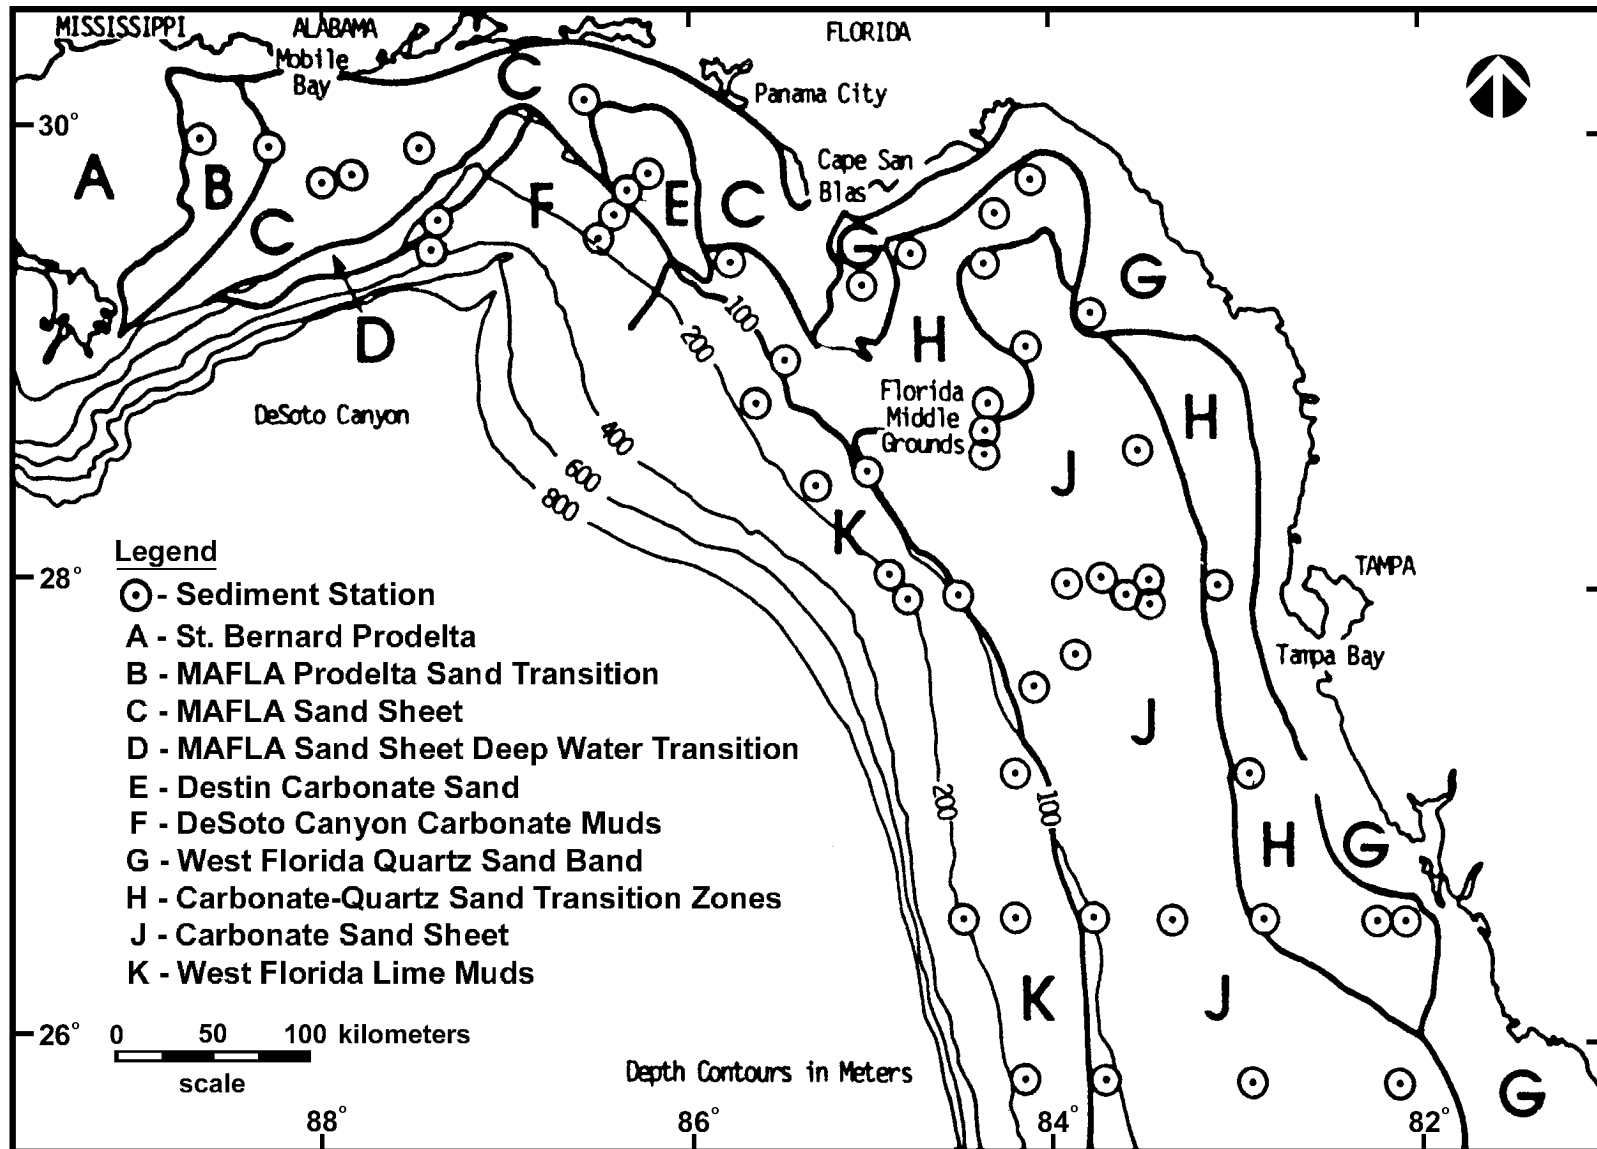 MISSISSIPPI
ALABAMA
FLORIDA
Mobile
Bay
Panama City
30°
Cape San
Blas
A
B
C
C
C
D
E
F
G
G
H
100
200
DeSoto Canyon
400
600
800
Florida
Middle
Grounds
H
J
K
28°
TAMPA
Tampa Bay
Legend
- Sediment Station
A - St. Bernard Prodelta
B - MAFLA Prodelta Sand Transition
C - MAFLA Sand Sheet
D - MAFLA Sand Sheet Deep Water Transition
E - Destin Carbonate Sand
F - DeSoto Canyon Carbonate Muds
G - West Florida Quartz Sand Band
H - Carbonate-Quartz Sand Transition Zones
J - Carbonate Sand Sheet
K - West Florida Lime Muds
J
200
100
H
G
K
J
G
26°
0 50 100 kilometers
scale
Depth Contours in Meters
88°
86°
84°
82°